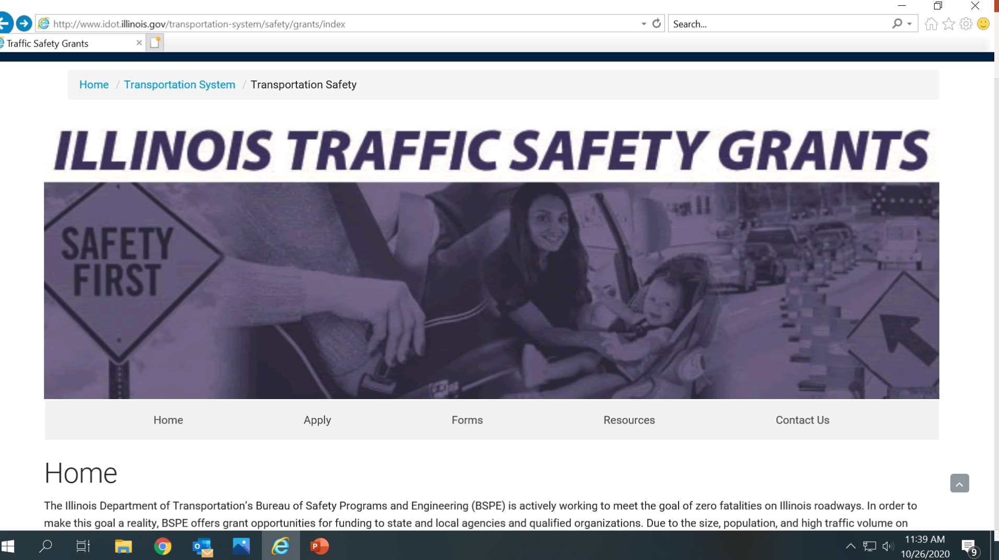 http://www.idot.illinois.gov/transportation-system/safety/grants/index
Search...
Traffic Safety Grants
Home / Transportation System / Transportation Safety
ILLINOIS TRAFFIC SAFETY GRANTS
SAFETY
FIRST
Home Apply Forms Resources Contact Us
Home
The Illinois Department of Transportation’s Bureau of Safety Programs and Engineering (BSPE) is actively working to meet the goal of zero fatalities on Illinois roadways. In order to
make this goal a reality, BSPE offers grant opportunities for funding to state and local agencies and qualified organizations. Due to the size, population, and high traffic volume on
11:39 AM
10/26/2020
9